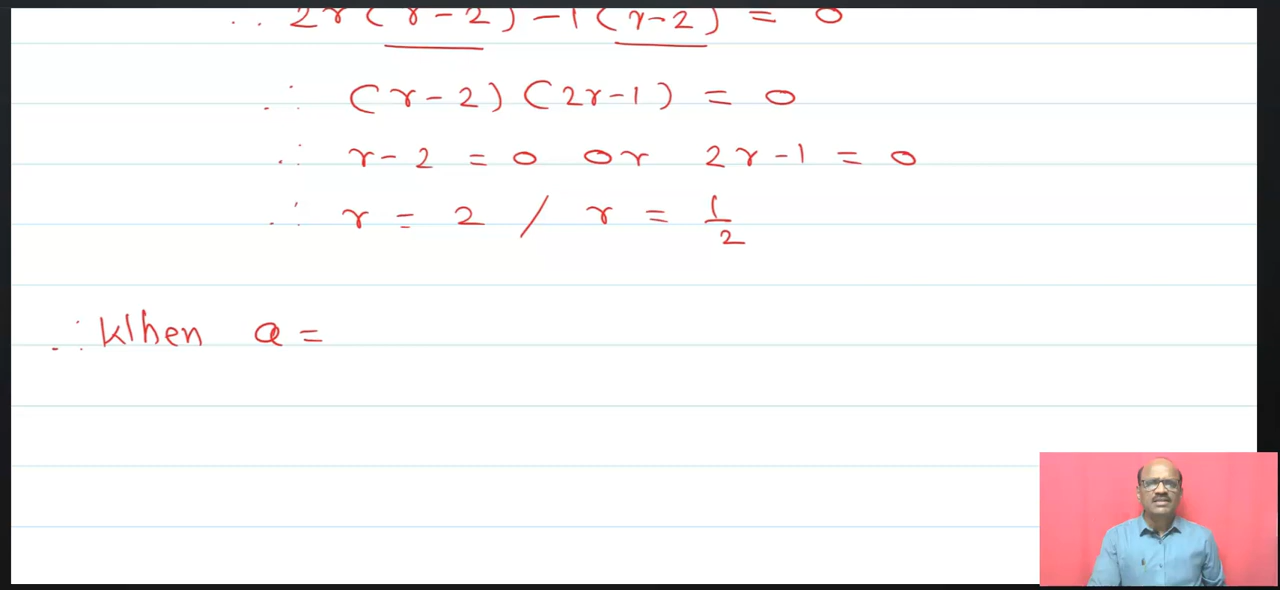 ∴ 2r(r-2)-1(r-2) = 0
∴ (r-2)(2r-1) = 0
∴ r-2 = 0 Or 2r-1 = 0
∴ r = 2 / r = 1/2
∴ When a =